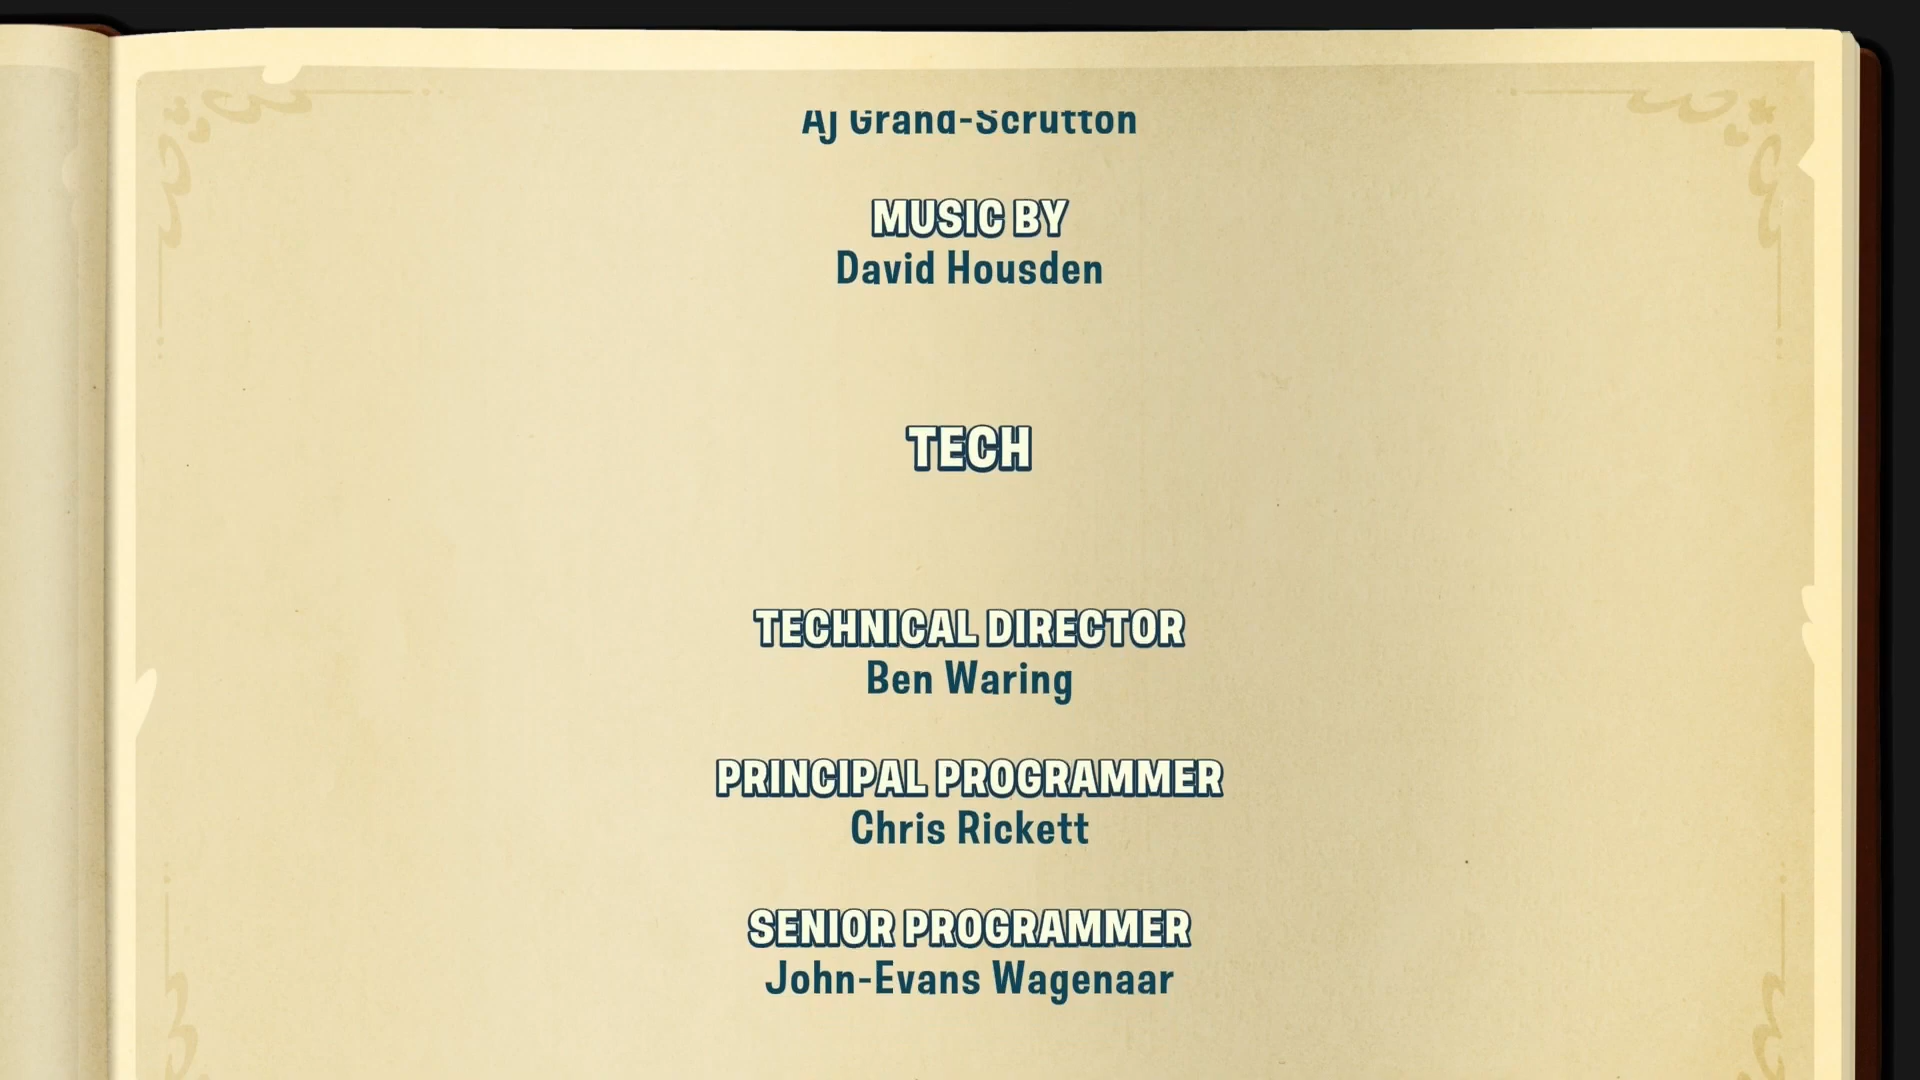 Aj Grand-Scrutton
MUSIC BY
David Housden
TECH
TECHNICAL DIRECTOR
Ben Waring
PRINCIPAL PROGRAMMER
Chris Rickett
SENIOR PROGRAMMER
John-Evans Wagenaar